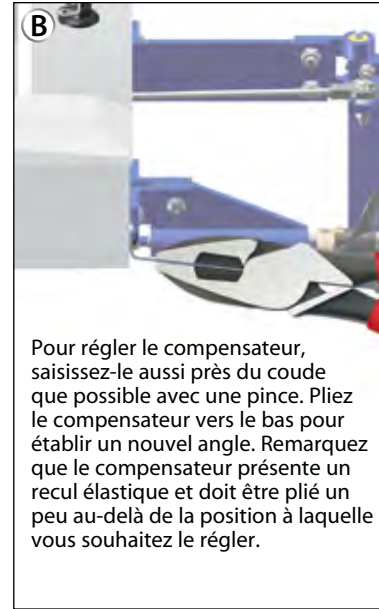 B
Pour régler le compensateur,
saisissez-le aussi près du coude
que possible avec une pince. Pliez
le compensateur vers le bas pour
établir un nouvel angle. Remarquez
que le compensateur présente un
recul élastique et doit être plié un
peu au-delà de la position à laquelle
vous souhaitez le régler.